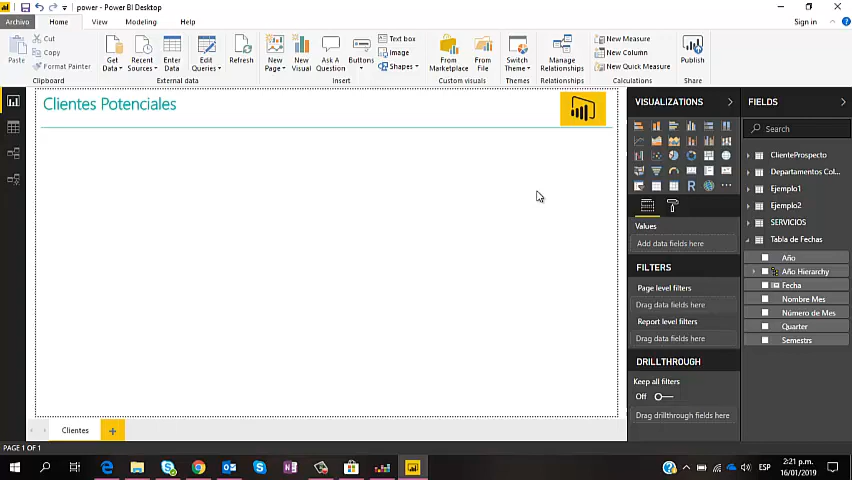 power - Power BI Desktop
Sign in
Archivo Home View Modeling Help
Paste
Cut
Copy
Format Painter
Clipboard
Get Data
Recent Sources
Enter Data
Edit Queries
External data
Refresh
New Page
New Visual
Ask A Question
Buttons
Text box
Image
Shapes
Insert
From Marketplace
From File
Custom visuals
Switch Theme
Themes
Manage Relationships
Relationships
New Measure
New Column
New Quick Measure
Calculations
Publish
Share
Clientes Potenciales
VISUALIZATIONS
R
Values
Add data fields here
FILTERS
Page level filters
Drag data fields here
Report level filters
Drag data fields here
DRILLTHROUGH
Keep all filters
Off
Drag drillthrough fields here
FIELDS
Search
ClienteProspecto
Departamentos Col...
Ejemplo1
Ejemplo2
SERVICIOS
Tabla de Fechas
Año
Año Hierarchy
Fecha
Nombre Mes
Número de Mes
Quarter
Semestrs
Clientes
PAGE 1 OF 1
ESP
2:21 p.m.
16/01/2019